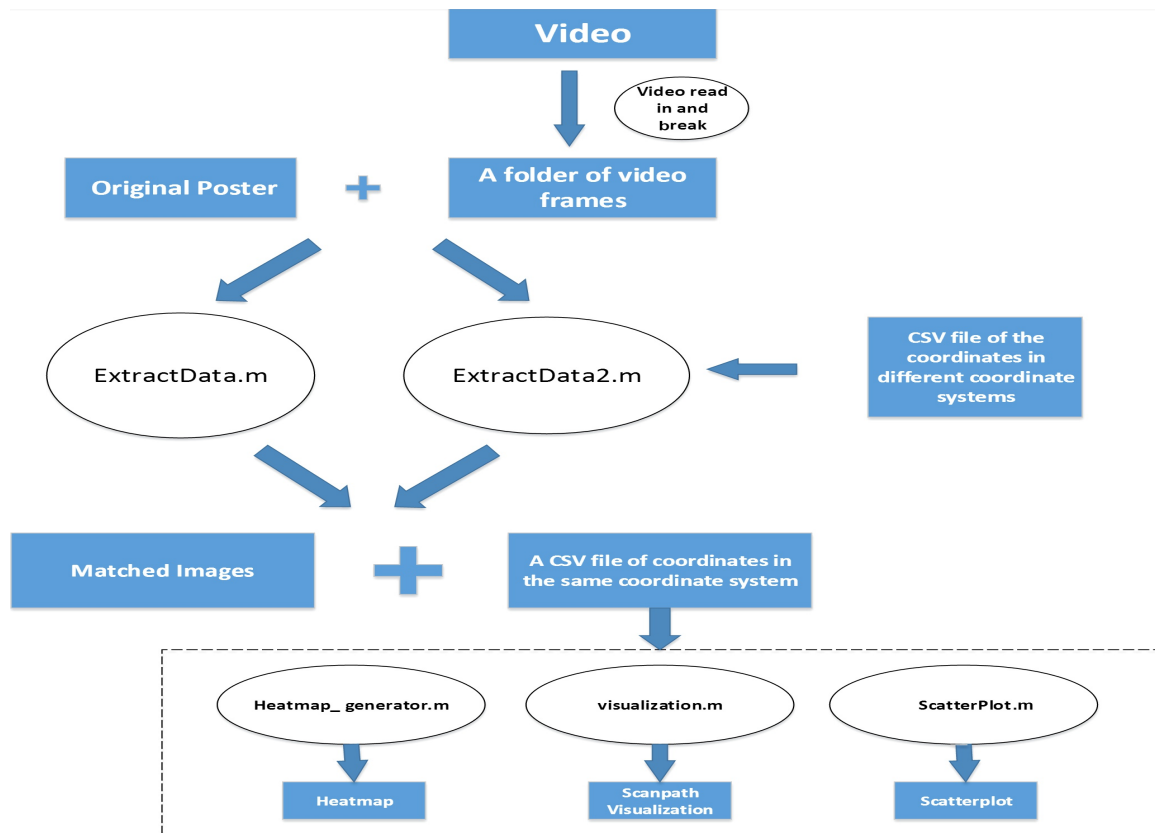 Video
Video read
in and
break
Original Poster
A folder of video
frames
ExtractData.m
ExtractData2.m
CSV file of the
coordinates in
different coordinate
systems
Matched Images
A CSV file of coordinates in
the same coordinate system
Heatmap_ generator.m
visualization.m
ScatterPlot.m
Heatmap
Scanpath
Visualization
Scatterplot